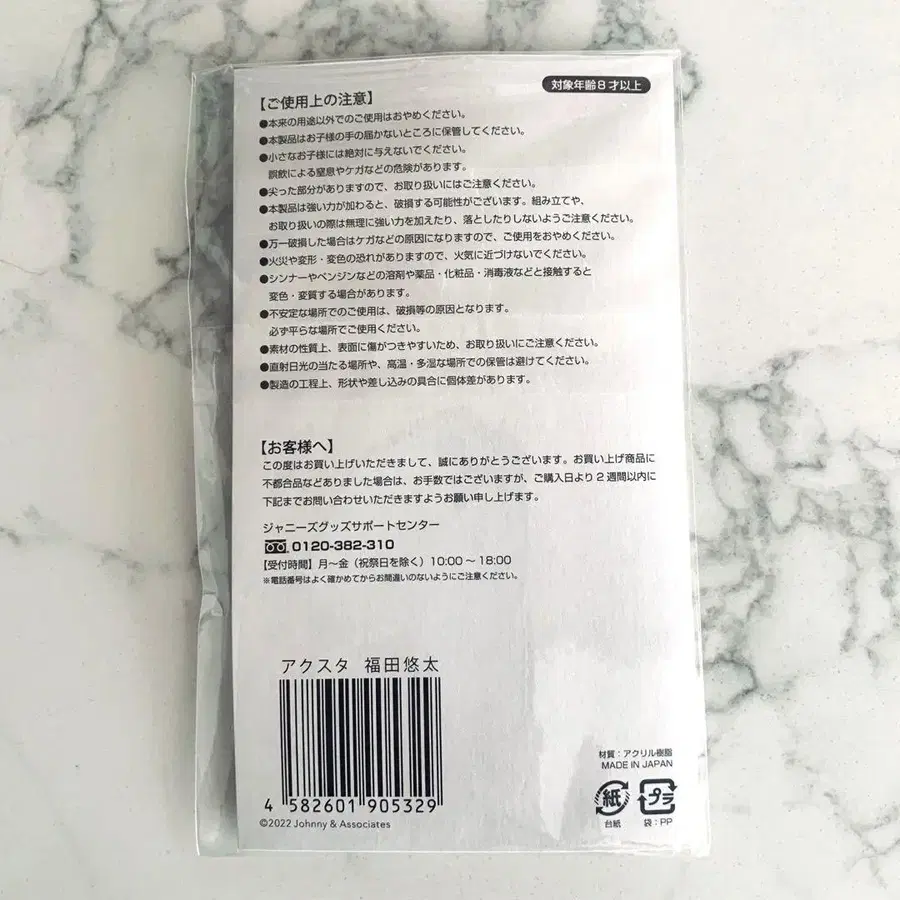 対象年齢8才以上
【ご使用上の注意】
●本来の用途以外でのご使用はおやめください。
●本製品はお子様の手の届かないところに保管してください。
●小さなお子様には絶対に与えないでください。
誤飲による窒息やケガなどの危険があります。
●尖った部分がありますので、お取り扱いにはご注意ください。
●本製品は強い力が加わると、破損する可能性がございます。組み立てや、
お取り扱いの際は無理に強い力を加えたり、落としたりしないようご注意ください。
●万一破損した場合はケガなどの原因になりますので、ご使用をおやめください。
●火災や変形・変色の恐れがありますので、火気に近づけないでください。
●シンナーやベンジンなどの溶剤や薬品・化粧品・消毒液などと接触すると
変色・変質する場合があります。
●不安定な場所でのご使用は、破損等の原因となります。
必ず平らな場所でご使用ください。
●素材の性質上、表面に傷がつきやすいため、お取り扱いにご注意ください。
●直射日光の当たる場所や、高温・多湿な場所での保管は避けてください。
●製造の工程上、形状や差し込みの具合に個体差があります。
【お客様へ】
この度はお買い上げいただきまして、誠にありがとうございます。お買い上げ商品に
不都合品などありました場合は、お手数ではございますが、ご購入日より2週間以内に
下記までお問い合わせいただきますようお願い申し上げます。
ジャニーズグッズサポートセンター
0120-382-310
【受付時間】月〜金(祝祭日を除く)10:00〜18:00
※電話番号はよく確かめてからお間違いのないようにご注意ください。
アクスタ 福田悠太
4 582601 905329
©2022 Johnny & Associates
材質：アクリル樹脂
MADE IN JAPAN
紙 プラ
台紙 袋：PP